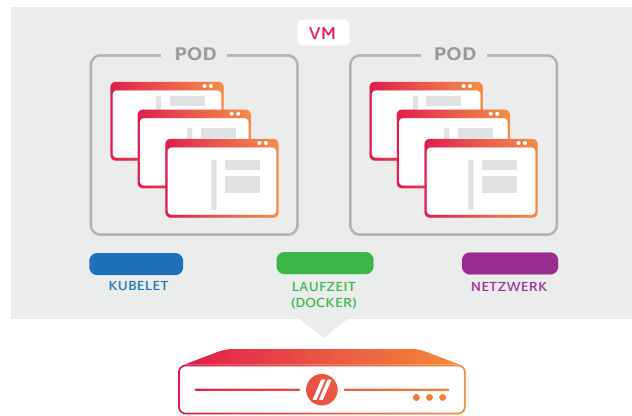 VM
POD
POD
KUBELET
LAUFZEIT
(DOCKER)
NETZWERK